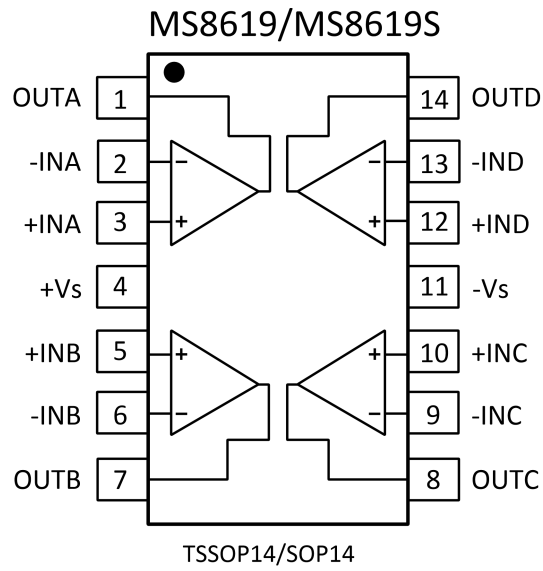 MS8619/MS8619S
OUTA 1 14 OUTD
-INA 2 − − 13 -IND
+INA 3 + + 12 +IND
+Vs 4 11 -Vs
+INB 5 + + 10 +INC
-INB 6 − − 9 -INC
OUTB 7 8 OUTC
TSSOP14/SOP14